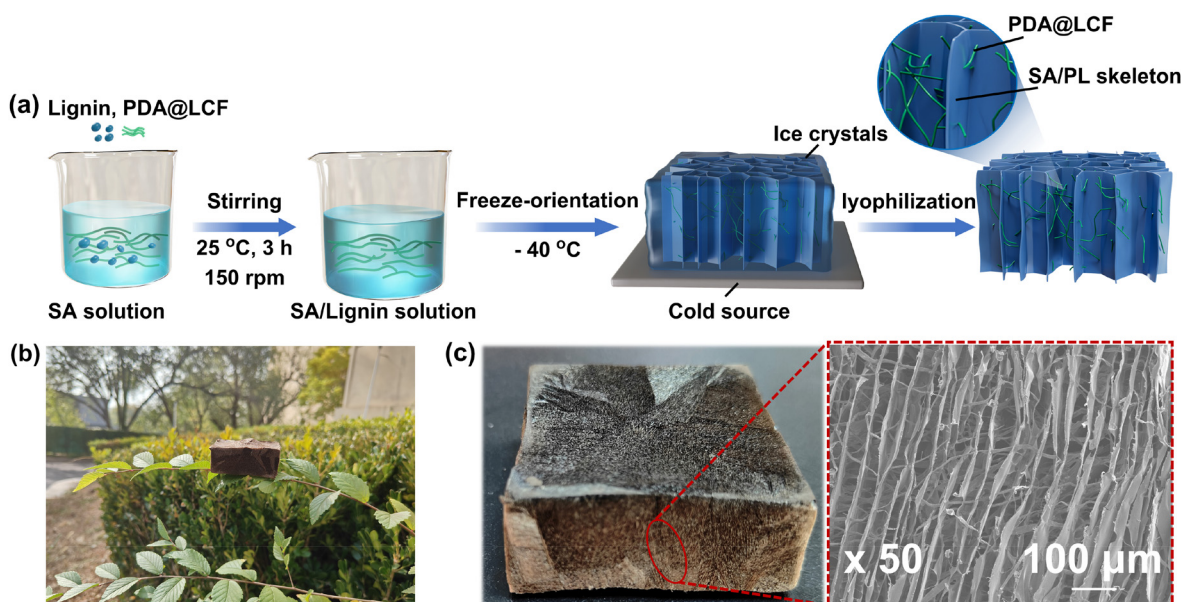 PDA@LCF
SA/PL skeleton
(a)
Lignin, PDA@LCF
Ice crystals
Stirring
25 °C, 3 h
150 rpm
Freeze-orientation
- 40 °C
lyophilization
SA solution
SA/Lignin solution
Cold source
(b)
(c)
x 50
100 μm